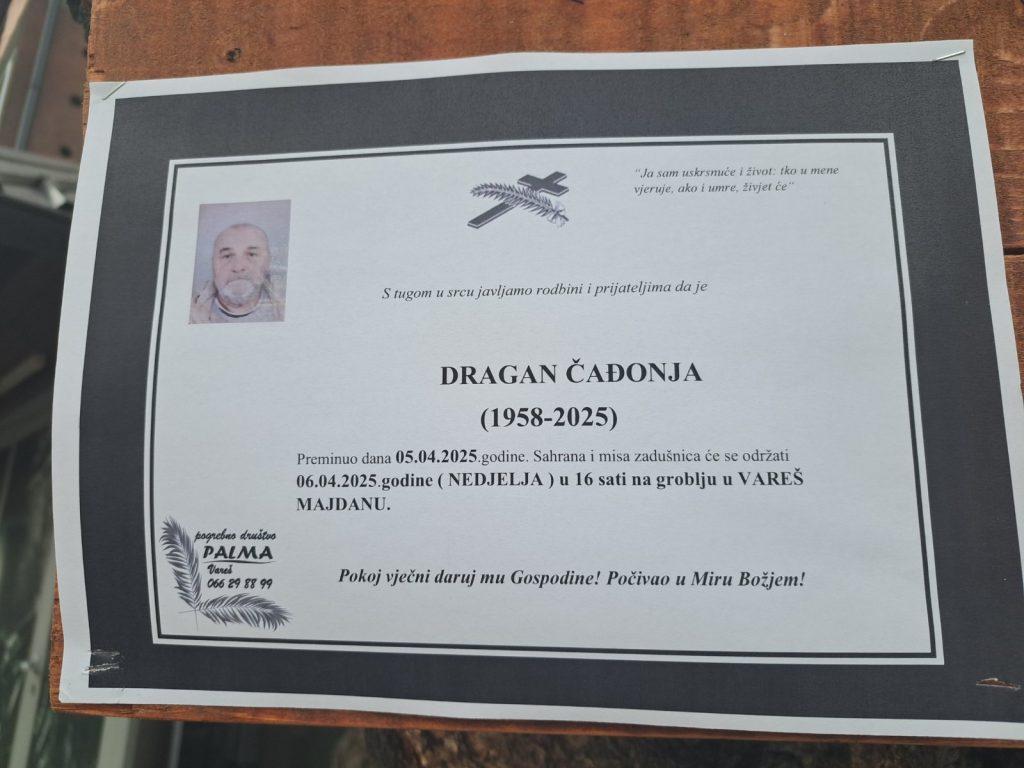 “Ja sam uskrsnuće i život: tko u mene
vjeruje, ako i umre, živjet će”
S tugom u srcu javljamo rodbini i prijateljima da je
DRAGAN ČAĐONJA
(1958-2025)
Preminuo dana 05.04.2025.godine. Sahrana i misa zadušnica će se održati
06.04.2025.godine ( NEDJELJA ) u 16 sati na groblju u VAREŠ
MAJDANU.
pogrebno društvo
PALMA
Vareš
066 29 88 99
Pokoj vječni daruj mu Gospodine! Počivao u Miru Božjem!